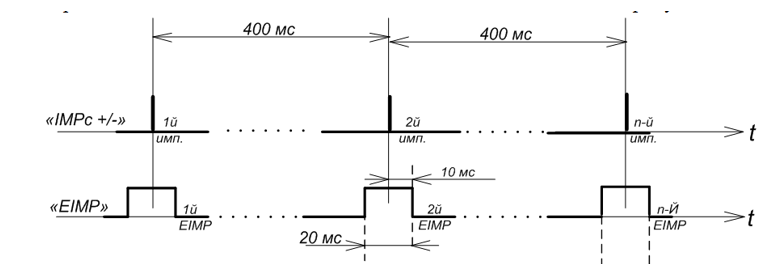 400 мс
400 мс
«IMPс +/-»
1й
имп.
2й
имп.
n-й
имп.
t
10 мс
«EIMP»
1й
EIMP
2й
EIMP
n-Й
EIMP
t
20 мс